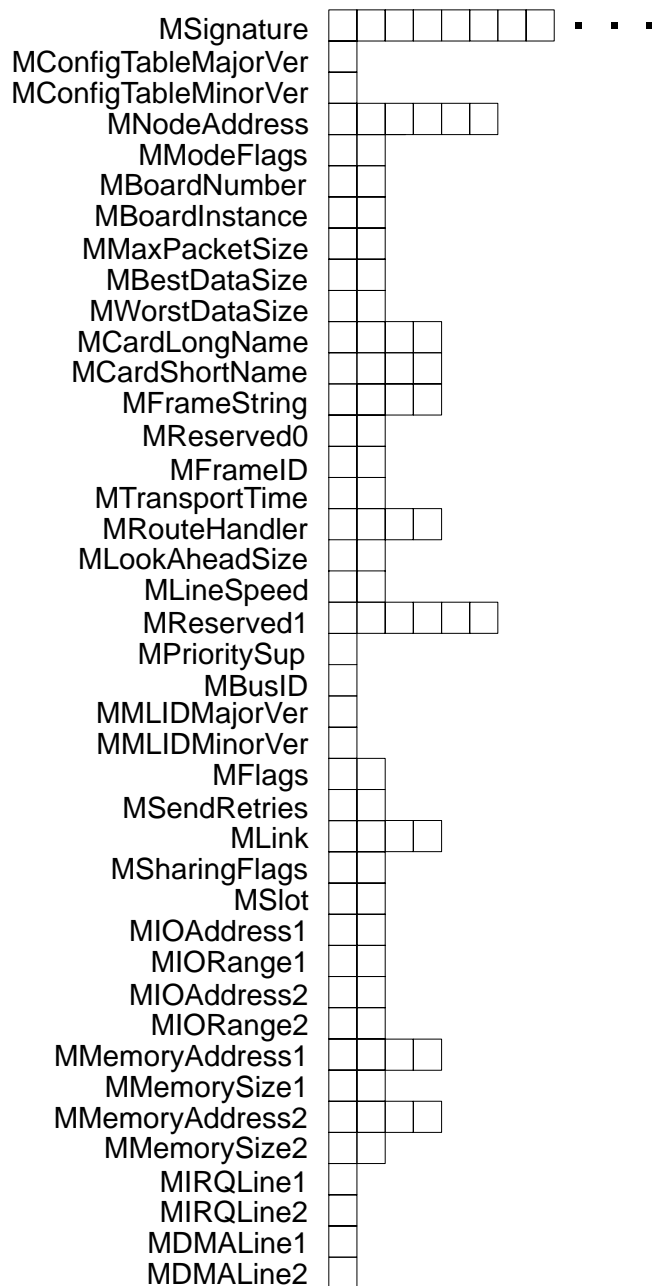 MSignature
MConfigTableMajorVer
MConfigTableMinorVer
MNodeAddress
MModeFlags
MBoardNumber
MBoardInstance
MMaxPacketSize
MBestDataSize
MWorstDataSize
MCardLongName
MCardShortName
MFrameString
MReserved0
MFrameID
MTransportTime
MRouteHandler
MLookAheadSize
MLineSpeed
MReserved1
MPrioritySup
MBusID
MMLIDMajorVer
MMLIDMinorVer
MFlags
MSendRetries
MLink
MSharingFlags
MSlot
MIOAddress1
MIORange1
MIOAddress2
MIORange2
MMemoryAddress1
MMemorySize1
MMemoryAddress2
MMemorySize2
MIRQLine1
MIRQLine2
MDMALine1
MDMALine2